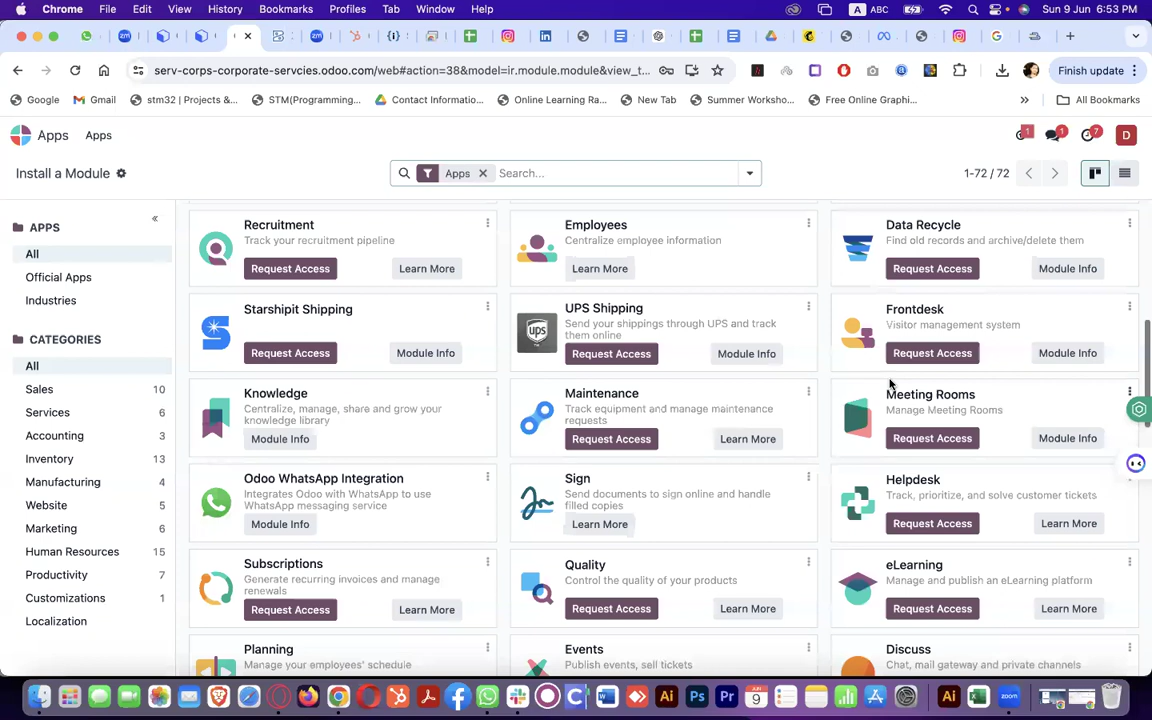 Chrome File Edit View History Bookmarks Profiles Tab Window Help A ABC Sun 9 Jun 6:53 PM
serv-corps-corporate-servcies.odoo.com/web#action=38&model=ir.module.module&view_t... Finish update
Google Gmail stm32 | Projects &... STM(Programming... Contact Informatio... Online Learning Ra... New Tab Summer Worksho... Free Online Graphi... » All Bookmarks
Apps Apps 1 1 7 D
Install a Module Apps Search... 1-72 / 72
APPS
All
Official Apps
Industries
CATEGORIES
All
Sales 10
Services 6
Accounting 3
Inventory 13
Manufacturing 4
Website 5
Marketing 6
Human Resources 15
Productivity 7
Customizations 1
Localization
Recruitment
Track your recruitment pipeline
Request Access Learn More
Employees
Centralize employee information
Learn More
Data Recycle
Find old records and archive/delete them
Request Access Module Info
Starshipit Shipping
Request Access Module Info
ups
UPS Shipping
Send your shippings through UPS and track
them online
Request Access Module Info
Frontdesk
Visitor management system
Request Access Module Info
Knowledge
Centralize, manage, share and grow your
knowledge library
Module Info
Maintenance
Track equipment and manage maintenance
requests
Request Access Learn More
Meeting Rooms
Manage Meeting Rooms
Request Access Module Info
Odoo WhatsApp Integration
Integrates Odoo with WhatsApp to use
WhatsApp messaging service
Module Info
Sign
Send documents to sign online and handle
filled copies
Learn More
Helpdesk
Track, prioritize, and solve customer tickets
Request Access Learn More
Subscriptions
Generate recurring invoices and manage
renewals
Request Access Learn More
Quality
Control the quality of your products
Request Access Learn More
eLearning
Manage and publish an eLearning platform
Request Access Learn More
Planning
Manage your employees' schedule
Events
Publish events, sell tickets
Discuss
Chat, mail gateway and private channels